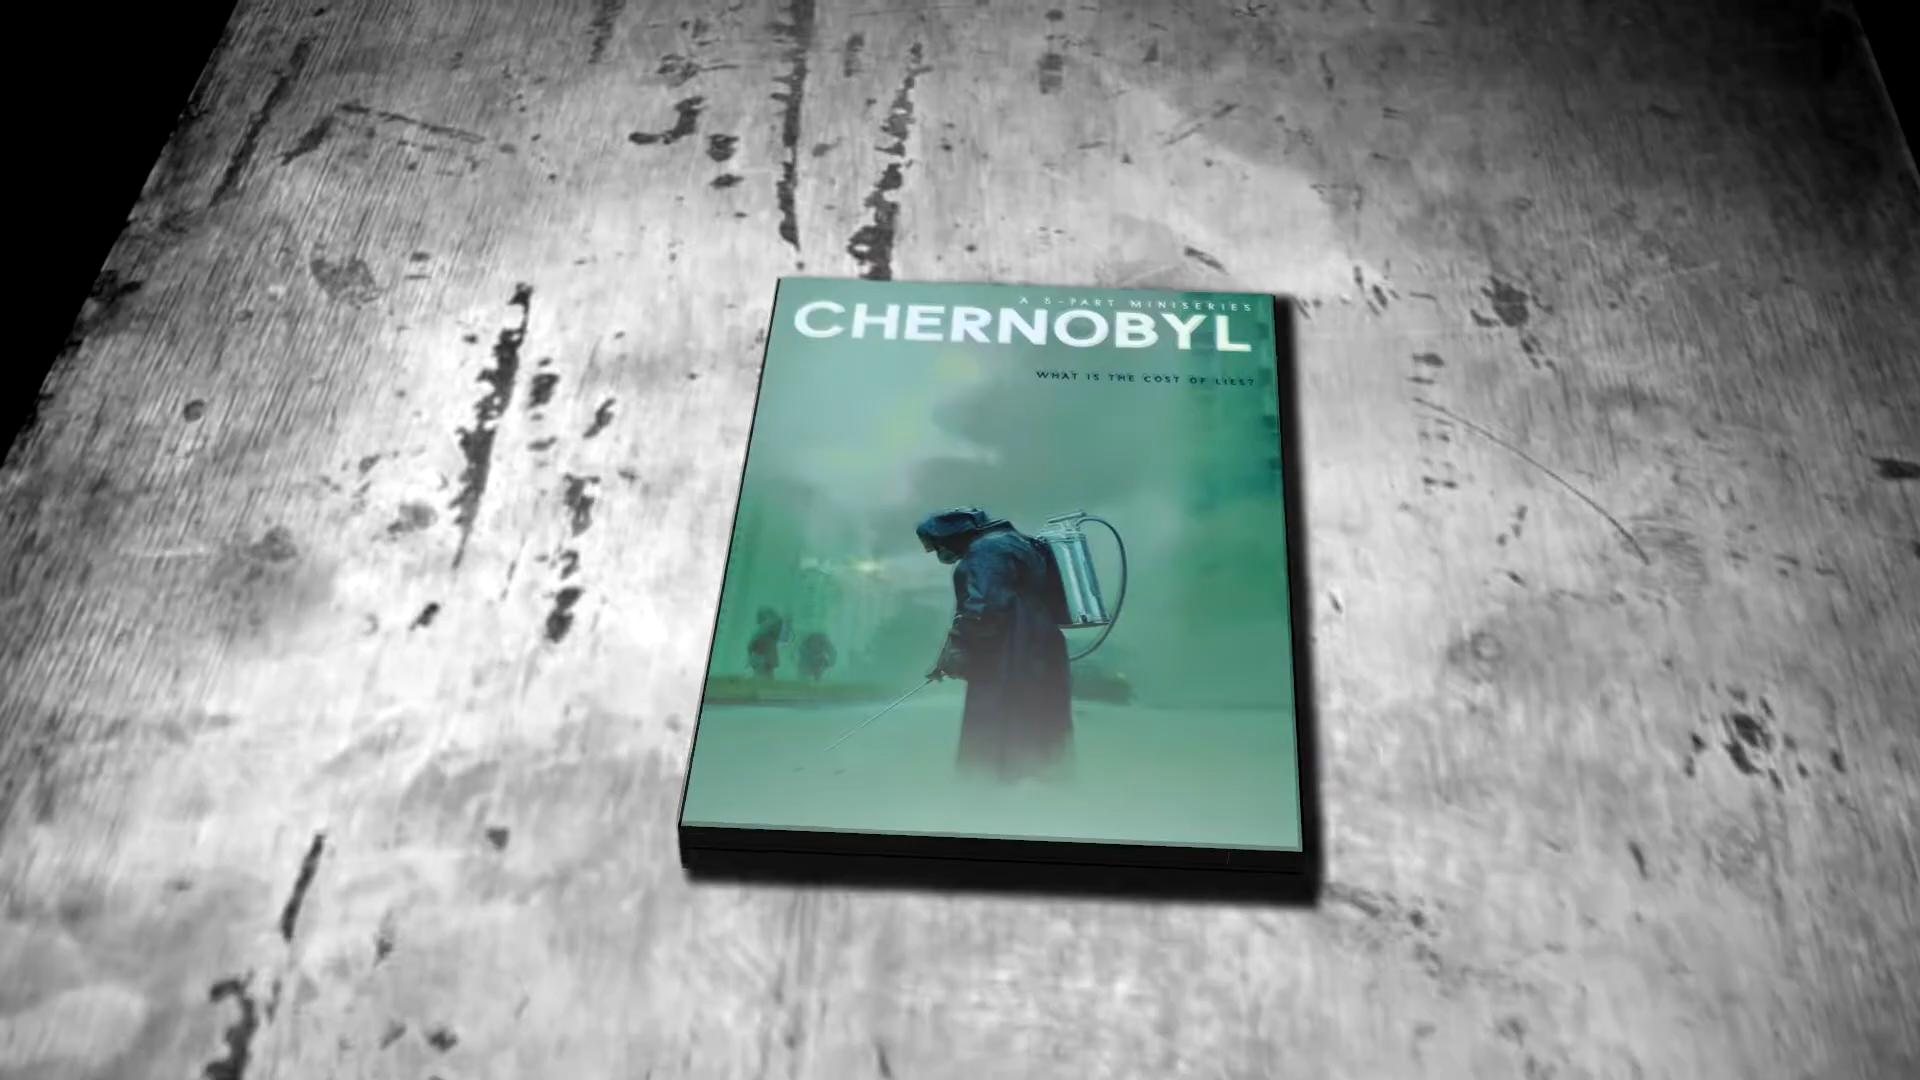 A 5-PART MINISERIES
CHERNOBYL
WHAT IS THE COST OF LIES?